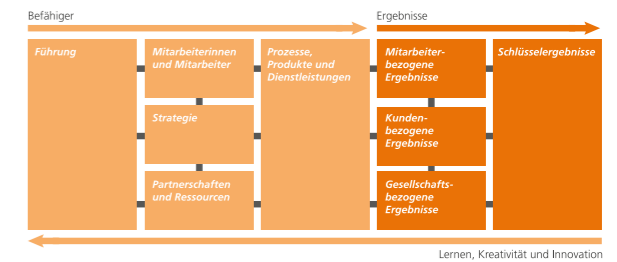 Befähiger
Ergebnisse
Führung
Mitarbeiterinnen
und Mitarbeiter
Strategie
Partnerschaften
und Ressourcen
Prozesse,
Produkte und
Dienstleistungen
Mitarbeiter-
bezogene
Ergebnisse
Kunden-
bezogene
Ergebnisse
Gesellschafts-
bezogene
Ergebnisse
Schlüsselergebnisse
Lernen, Kreativität und Innovation